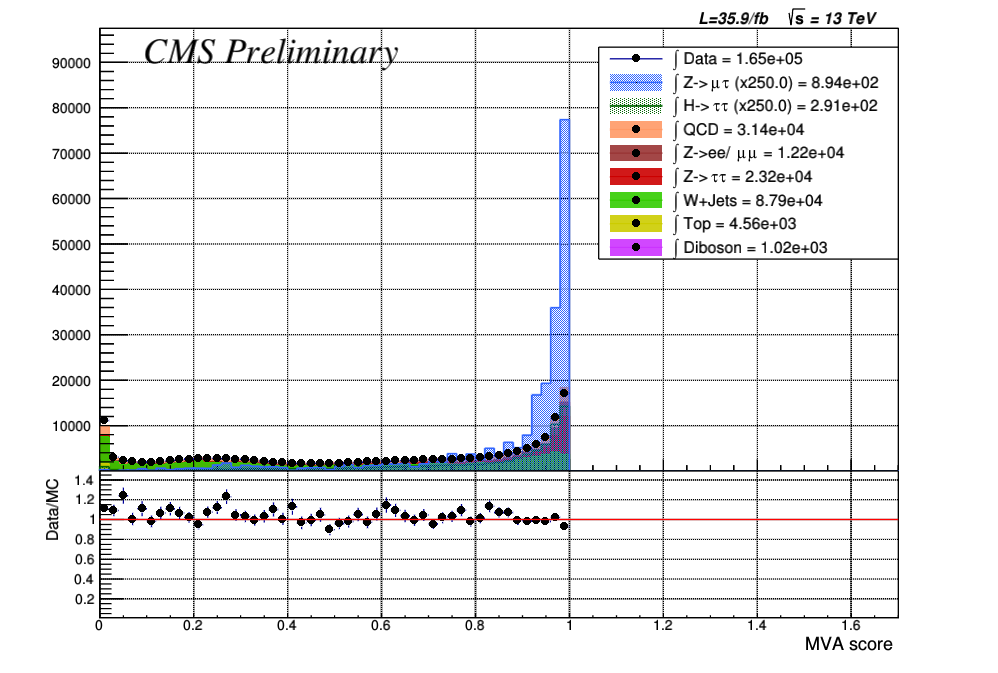 L=35.9/fb √s = 13 TeV
CMS Preliminary
∫ Data = 1.65e+05
∫ Z-> μτ (x250.0) = 8.94e+02
∫ H-> ττ (x250.0) = 2.91e+02
∫ QCD = 3.14e+04
∫ Z->ee/ μμ = 1.22e+04
∫ Z-> ττ = 2.32e+04
∫ W+Jets = 8.79e+04
∫ Top = 4.56e+03
∫ Diboson = 1.02e+03
90000
80000
70000
60000
50000
40000
30000
20000
10000
Data/MC
1.4
1.2
1
0.8
0.6
0.4
0.2
0 0.2 0.4 0.6 0.8 1 1.2 1.4 1.6
MVA score